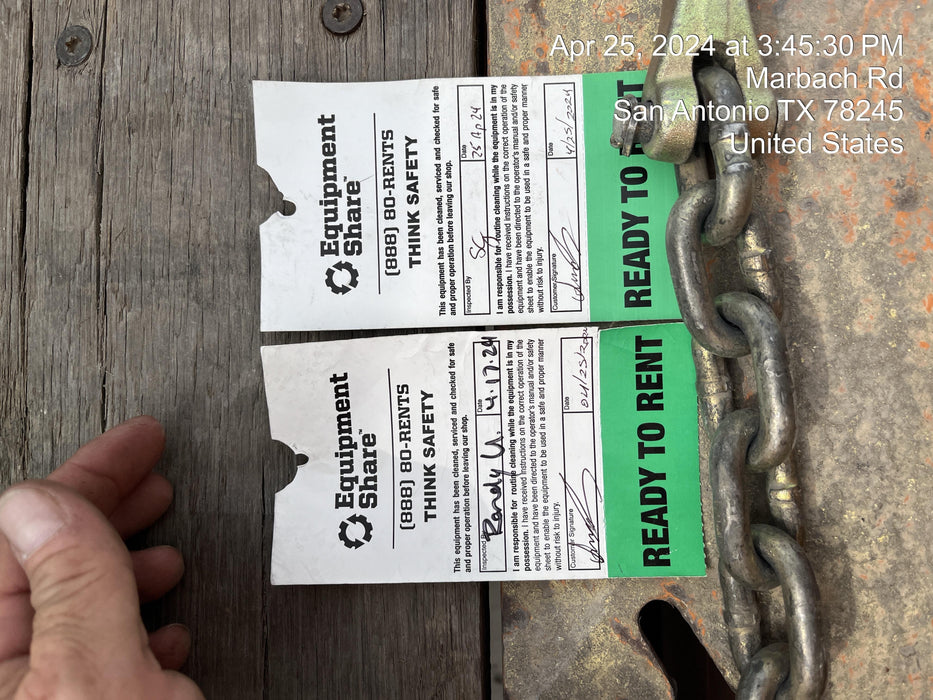 Apr 25, 2024 at 3:45:30 PM
Marbach Rd
San Antonio TX 78245
United States
Equipment
Share™
(888) 80-RENTS
THINK SAFETY
This equipment has been cleaned, serviced and checked for safe
and proper operation before leaving our shop.
Inspected By
Date
25 Ap 24
I am responsible for routine cleaning while the equipment is in my
possession. I have received instructions on the correct operation of the
equipment and have been directed to the operator's manual and/or safety
sheet to enable the equipment to be used in a safe and proper manner
without risk to injury.
Customer Signature
Date
4/25/2024
READY TO RENT
Equipment
Share™
(888) 80-RENTS
THINK SAFETY
This equipment has been cleaned, serviced and checked for safe
and proper operation before leaving our shop.
Inspected By Randy U.
Date 4.17.24
I am responsible for routine cleaning while the equipment is in my
possession. I have received instructions on the correct operation of the
equipment and have been directed to the operator's manual and/or safety
sheet to enable the equipment to be used in a safe and proper manner
without risk to injury.
Customer Signature
Date
04/25/2024
READY TO RENT